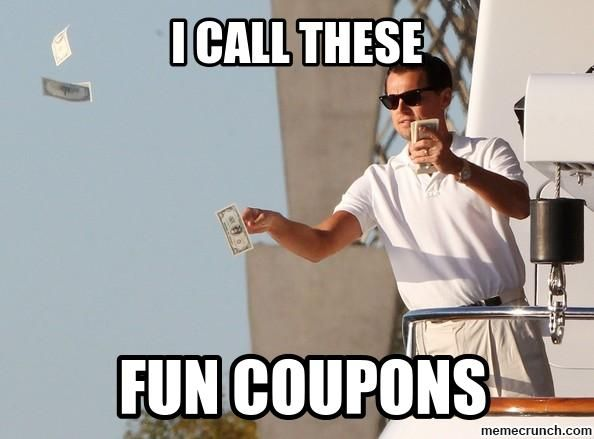 I CALL THESE
FUN COUPONS
memecrunch.com